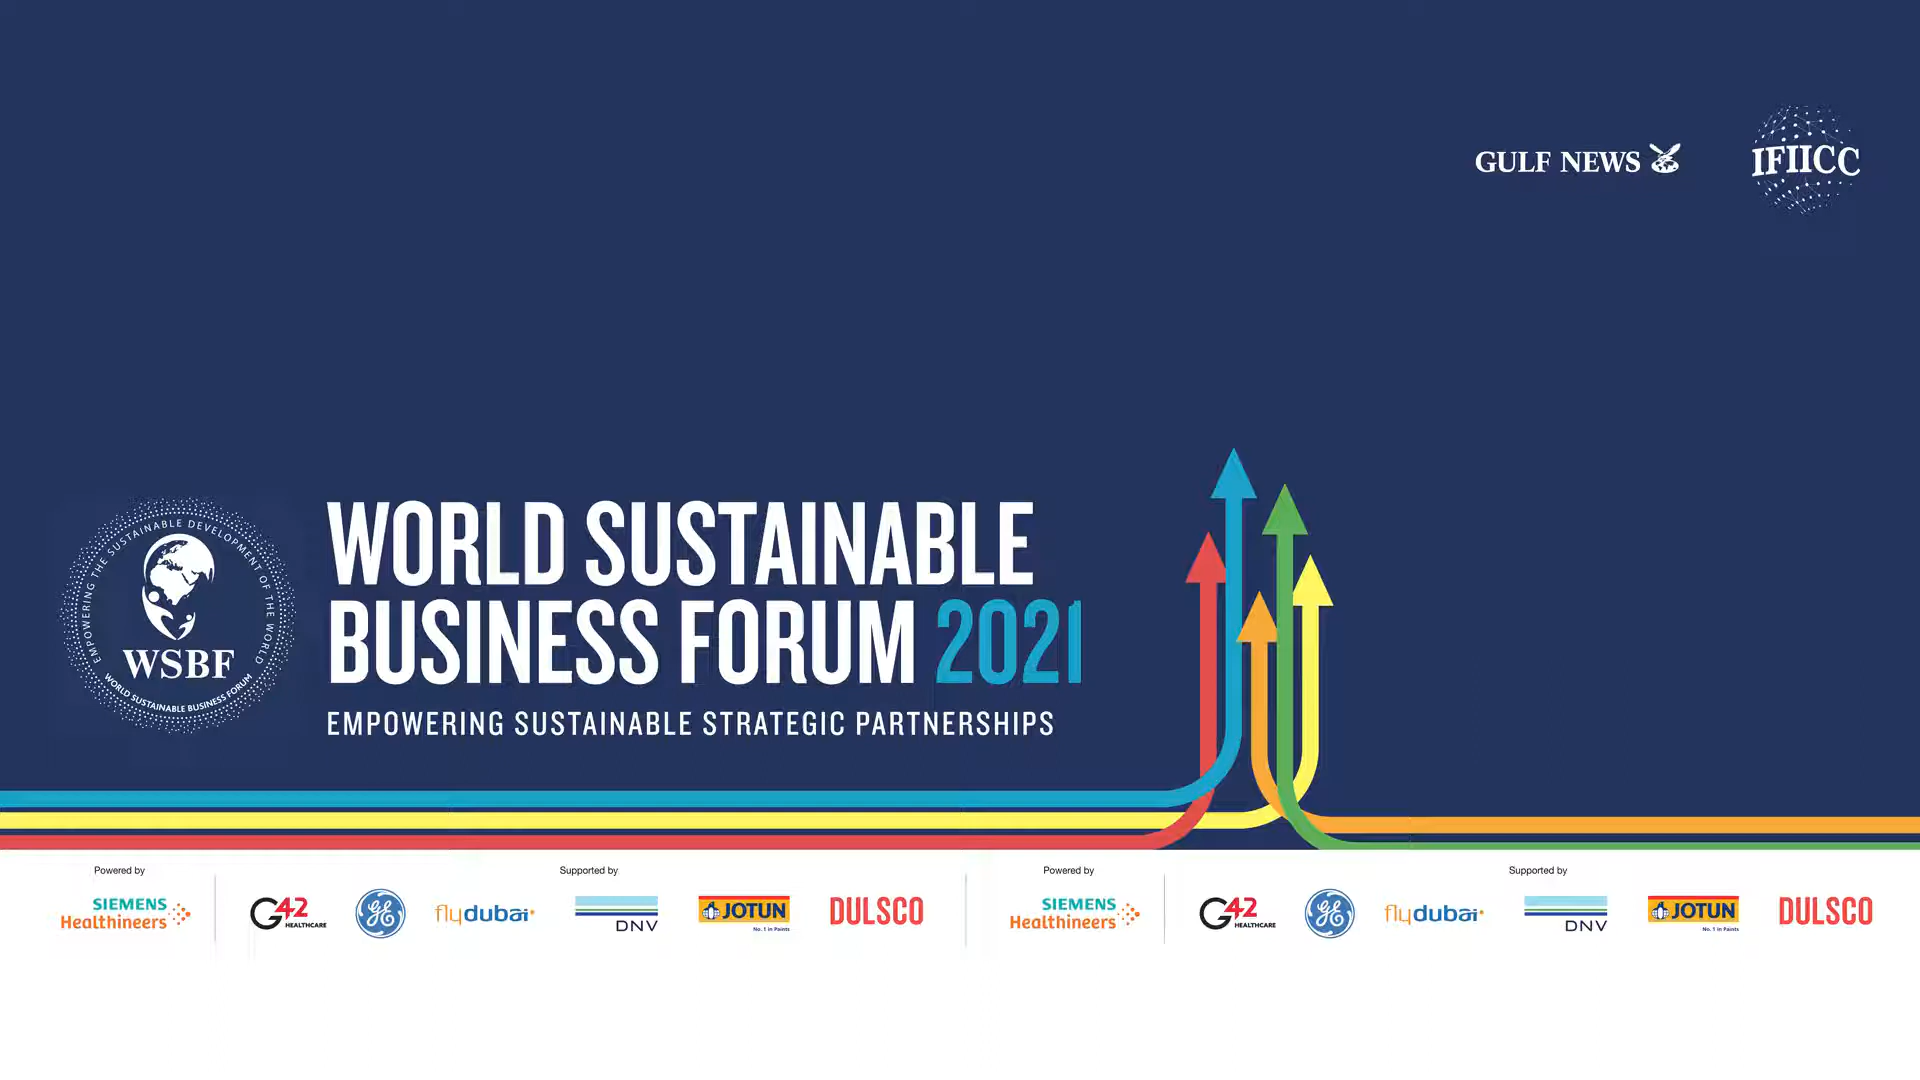 GULF NEWS
IFIICC
EMPOWERING THE SUSTAINABLE DEVELOPMENT OF THE WORLD
WSBF
WORLD SUSTAINABLE BUSINESS FORUM
WORLD SUSTAINABLE
BUSINESS FORUM 2021
EMPOWERING SUSTAINABLE STRATEGIC PARTNERSHIPS
Powered by
SIEMENS
Healthineers
Supported by
G42
HEALTHCARE
GE
flydubai
DNV
JOTUN
No. 1 in Paints
DULSCO
Powered by
SIEMENS
Healthineers
Supported by
G42
HEALTHCARE
GE
flydubai
DNV
JOTUN
No. 1 in Paints
DULSCO